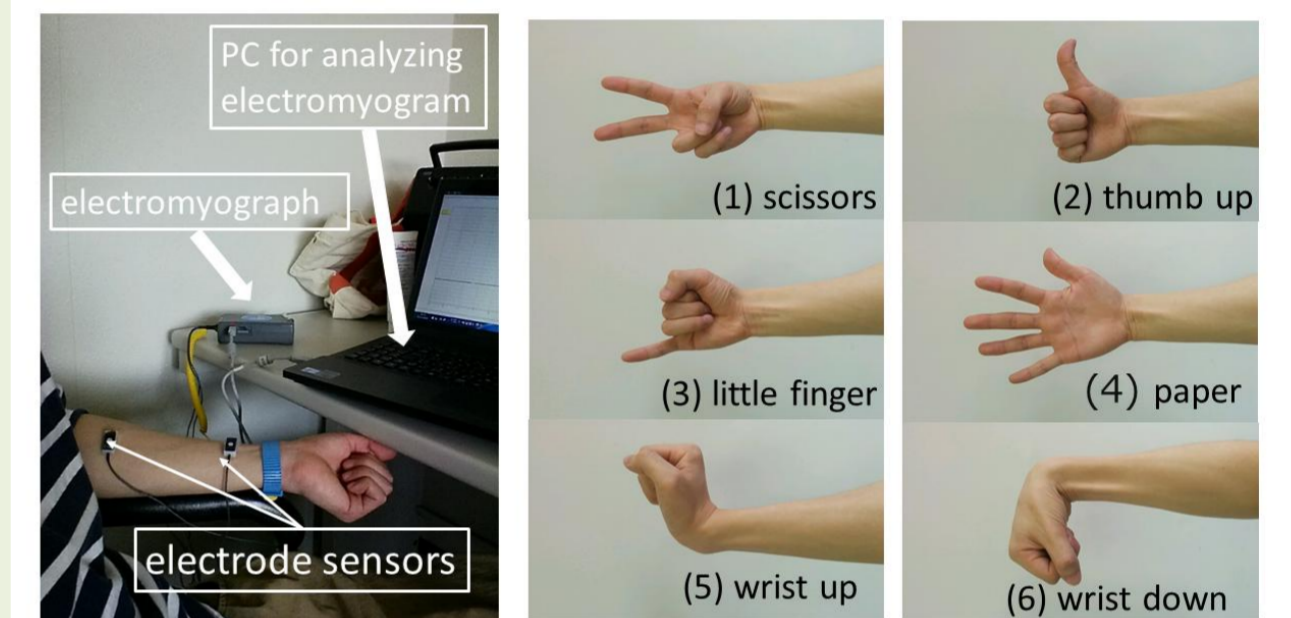 PC for analyzing
electromyogram
electromyograph
electrode sensors
(1) scissors
(2) thumb up
(3) little finger
(4) paper
(5) wrist up
(6) wrist down